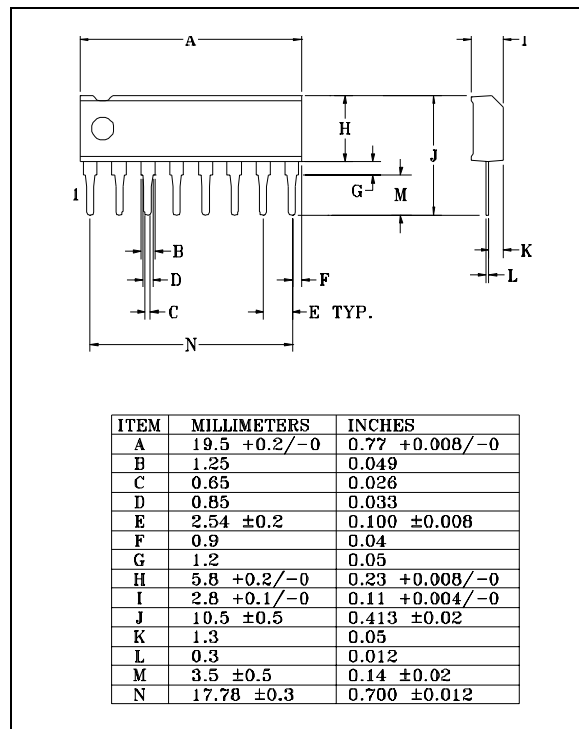 A
I
H
J
G
M
1
K
B
D
F
L
C
E TYP.
N
ITEM MILLIMETERS INCHES
A 19.5 +0.2/-0 0.77 +0.008/-0
B 1.25 0.049
C 0.65 0.026
D 0.85 0.033
E 2.54 ±0.2 0.100 ±0.008
F 0.9 0.04
G 1.2 0.05
H 5.8 +0.2/-0 0.23 +0.008/-0
I 2.8 +0.1/-0 0.11 +0.004/-0
J 10.5 ±0.5 0.413 ±0.02
K 1.3 0.05
L 0.3 0.012
M 3.5 ±0.5 0.14 ±0.02
N 17.78 ±0.3 0.700 ±0.012